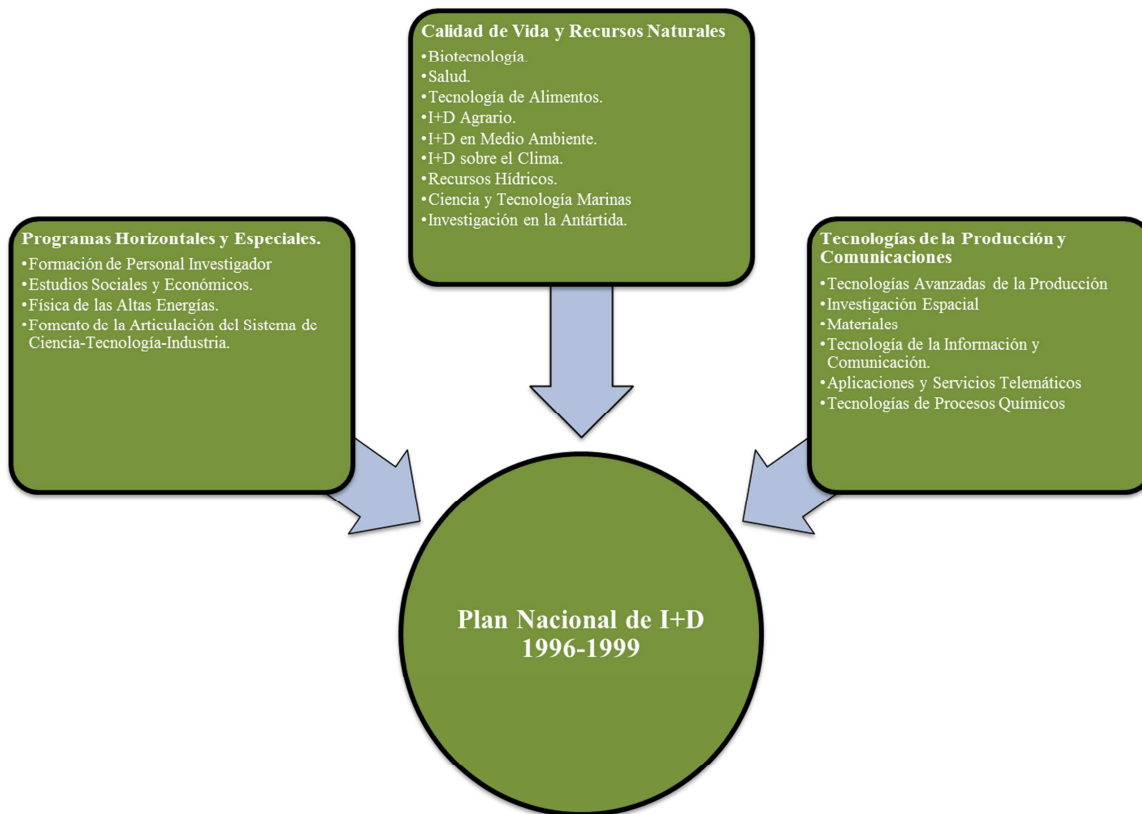 Calidad de Vida y Recursos Naturales
•Biotecnología.
•Salud.
•Tecnología de Alimentos.
•I+D Agrario.
•I+D en Medio Ambiente.
•I+D sobre el Clima.
•Recursos Hídricos.
•Ciencia y Tecnología Marinas
•Investigación en la Antártida.
Programas Horizontales y Especiales.
•Formación de Personal Investigador
•Estudios Sociales y Económicos.
•Física de las Altas Energías.
•Fomento de la Articulación del Sistema de
Ciencia-Tecnología-Industria.
Tecnologías de la Producción y
Comunicaciones
•Tecnologías Avanzadas de la Producción
•Investigación Espacial
•Materiales
•Tecnología de la Información y
Comunicación.
•Aplicaciones y Servicios Telemáticos
•Tecnologías de Procesos Químicos
Plan Nacional de I+D
1996-1999